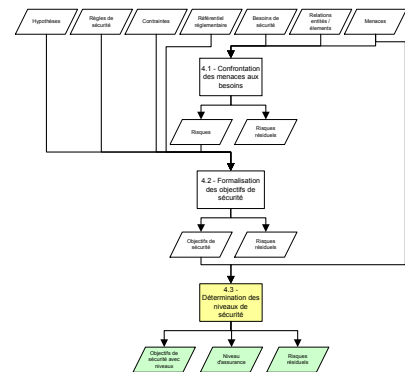 Hypothèses
Règles de
sécurité
Contraintes
Référentiel
réglementaire
Besoins de
sécurité
Relations
entités /
élements
Menaces
4.1 - Confrontation
des menaces aux
besoins
Risques
Risques
résiduels
4.2 - Formalisation
des objectifs de
sécurité
Objectifs de
sécurité
Risques
résiduels
4.3 -
Détermination des
niveaux de
sécurité
Objectifs de
sécurité avec
niveaux
Niveau
d'assurance
Risques
résiduels